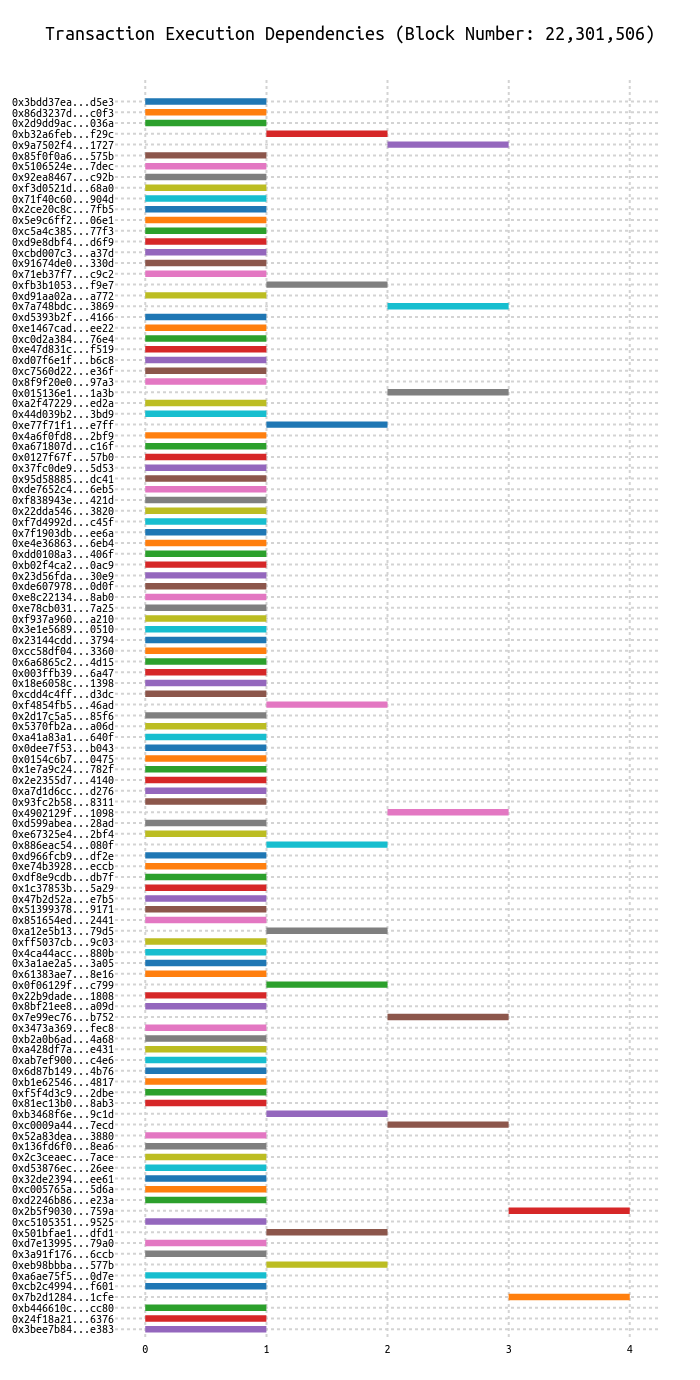 Transaction Execution Dependencies (Block Number: 22,301,506)
0x3bdd37ea...d5e3
0x86d3237d...c0f3
0x2d9dd9ac...036a
0xb32a6feb...f29c
0x9a7502f4...1727
0x85f0f0a6...575b
0x5106524e...7dec
0x92ea8467...c92b
0xf3d0521d...68a0
0x71f40c60...904d
0x2ce20c8c...7fb5
0x5e9c6ff2...06e1
0xc5a4c385...77f3
0xd9e8dbf4...d6f9
0xcbd007c3...a37d
0x91674de0...330d
0x71eb37f7...c9c2
0xfb3b1053...f9e7
0xd91aa02a...a772
0x7a748bdc...3869
0xd5393b2f...4166
0xe1467cad...ee22
0xc0d2a384...76e4
0xe47d831c...f519
0xd07f6e1f...b6c8
0xc7560d22...e36f
0x8f9f20e0...97a3
0x015136e1...1a3b
0xa2f47229...ed2a
0x44d039b2...3bd9
0xe77f71f1...e7ff
0x4a6f0fd8...2bf9
0xa671807d...c16f
0x0127f67f...57b0
0x37fc0de9...5d53
0x95d58885...dc41
0xde7652c4...6eb5
0xf838943e...421d
0x22dda546...3820
0xf7d4992d...c45f
0x7f1903db...ee6a
0xe4e36863...6eb4
0xdd0108a3...406f
0xb02f4ca2...0ac9
0x23d56fda...30e9
0xde607978...0d0f
0xe8c22134...8ab0
0xe78cb031...7a25
0xf937a960...a210
0x3e1e5689...0510
0x23144cdd...3794
0xcc58df04...3360
0x6a6865c2...4d15
0x003ffb39...6a47
0x18e6058c...1398
0xcdd4c4ff...d3dc
0xf4854fb5...46ad
0x2d17c5a5...85f6
0x5370fb2a...a06d
0xa41a83a1...640f
0x0dee7f53...b043
0x0154c6b7...0475
0x1e7a9c24...782f
0x2e2355d7...4140
0xa7d1d6cc...d276
0x93fc2b58...8311
0x4902129f...1098
0xd599abea...28ad
0xe67325e4...2bf4
0x886eac54...080f
0xd966fcb9...df2e
0xe74b3928...eccb
0xdf8e9cdb...db7f
0x1c37853b...5a29
0x47b2d52a...e7b5
0x51399378...9171
0x851654ed...2441
0xa12e5b13...79d5
0xff5037cb...9c03
0x4ca44acc...880b
0x3a1ae2a5...3a05
0x61383ae7...8e16
0x0f06129f...c799
0x22b9dade...1808
0x8bf21ee8...a09d
0x7e99ec76...b752
0x3473a369...fec8
0xb2a0b6ad...4a68
0xa428df7a...e431
0xab7ef900...c4e6
0x6d87b149...4b76
0xb1e62546...4817
0xf5f4d3c9...2dbe
0x81ec13b0...8ab3
0xb3468f6e...9c1d
0xc0009a44...7ecd
0x52a83dea...3880
0x136fd6f0...8ea6
0x2c3ceaec...7ace
0xd53876ec...26ee
0x32de2394...ee61
0xc005765a...5d6a
0xd2246b86...e23a
0x2b5f9030...759a
0xc5105351...9525
0x501bfae1...dfd1
0xd7e13995...79a0
0x3a91f176...6ccb
0xeb98bbba...577b
0xa6ae75f5...0d7e
0xcb2c4994...f601
0x7b2d1284...1cfe
0xb446610c...cc80
0x24f18a21...6376
0x3bee7b84...e383
0 1 2 3 4